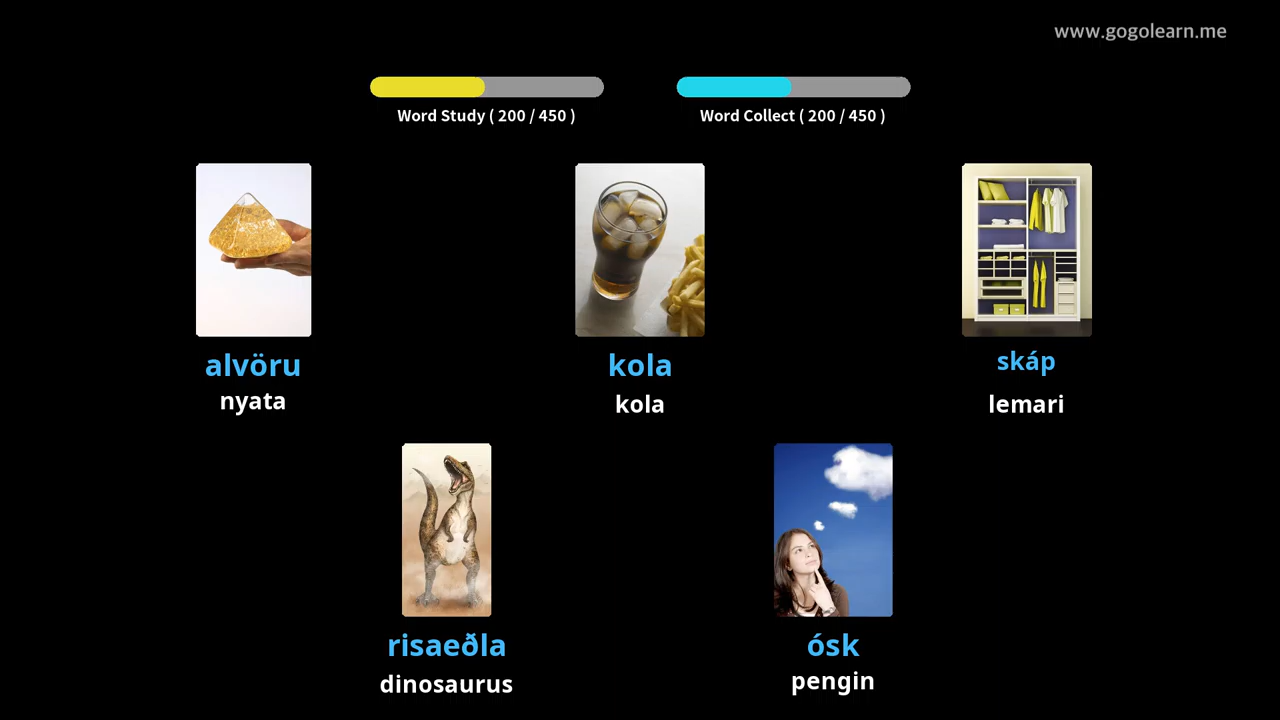 www.gogolearn.me
Word Study ( 200 / 450 )
Word Collect ( 200 / 450 )
alvöru
nyata
kola
kola
skáp
lemari
risaeðla
dinosaurus
ósk
pengin